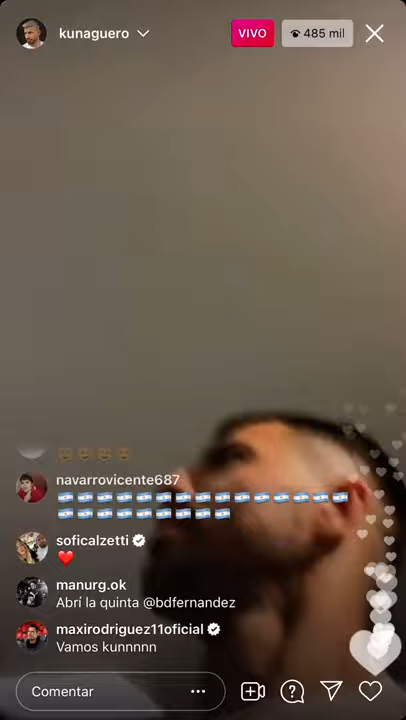 kunaguero
VIVO
485 mil
navarrovicente687
🇦🇷🇦🇷🇦🇷🇦🇷🇦🇷🇦🇷🇦🇷🇦🇷🇦🇷🇦🇷🇦🇷🇦🇷🇦🇷🇦🇷🇦🇷
🇦🇷🇦🇷🇦🇷🇦🇷🇦🇷🇦🇷🇦🇷🇦🇷🇦🇷
soficalzetti
❤️
manurg.ok
Abrí la quinta @bdfernandez
maxirodriguez11oficial
Vamos kunnnnn
Comentar